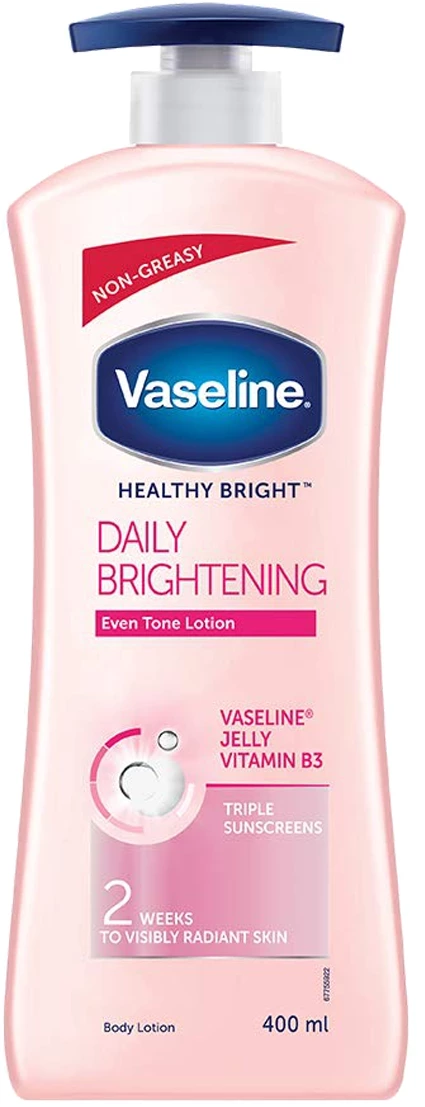 NON-GREASY
Vaseline®
HEALTHY BRIGHT™
DAILY
BRIGHTENING
Even Tone Lotion
VASELINE®
JELLY
VITAMIN B3
TRIPLE
SUNSCREENS
2 WEEKS
TO VISIBLY RADIANT SKIN
67755922
Body Lotion
400 ml